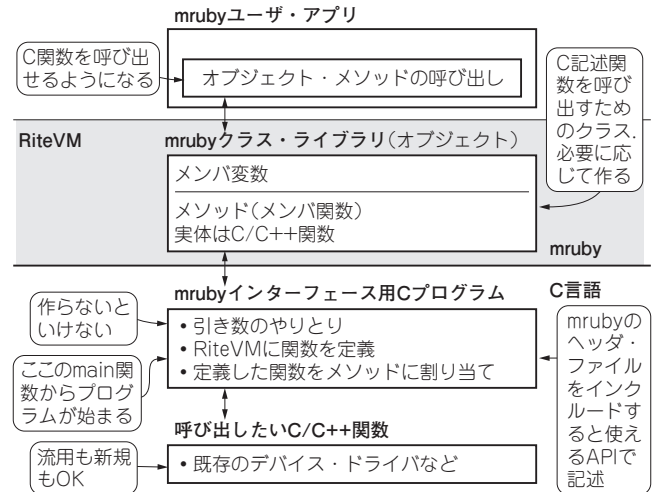 mrubyユーザ・アプリ
C関数を呼び出
せるようになる
オブジェクト・メソッドの呼び出し
C記述関
数を呼び
出すため
のクラス.
必要に応
じて作る
RiteVM
mrubyクラス・ライブラリ(オブジェクト)
メンバ変数
メソッド(メンバ関数)
実体はC/C++関数
mruby
mrubyインターフェース用Cプログラム
C言語
作らないと
いけない
・引き数のやりとり
・RiteVMに関数を定義
・定義した関数をメソッドに割り当て
ここのmain関
数からプログ
ラムが始まる
mrubyの
ヘッダ・
ファイル
をインク
ルードす
ると使え
るAPIで
記述
呼び出したいC/C++関数
流用も新規
もOK
・既存のデバイス・ドライバなど